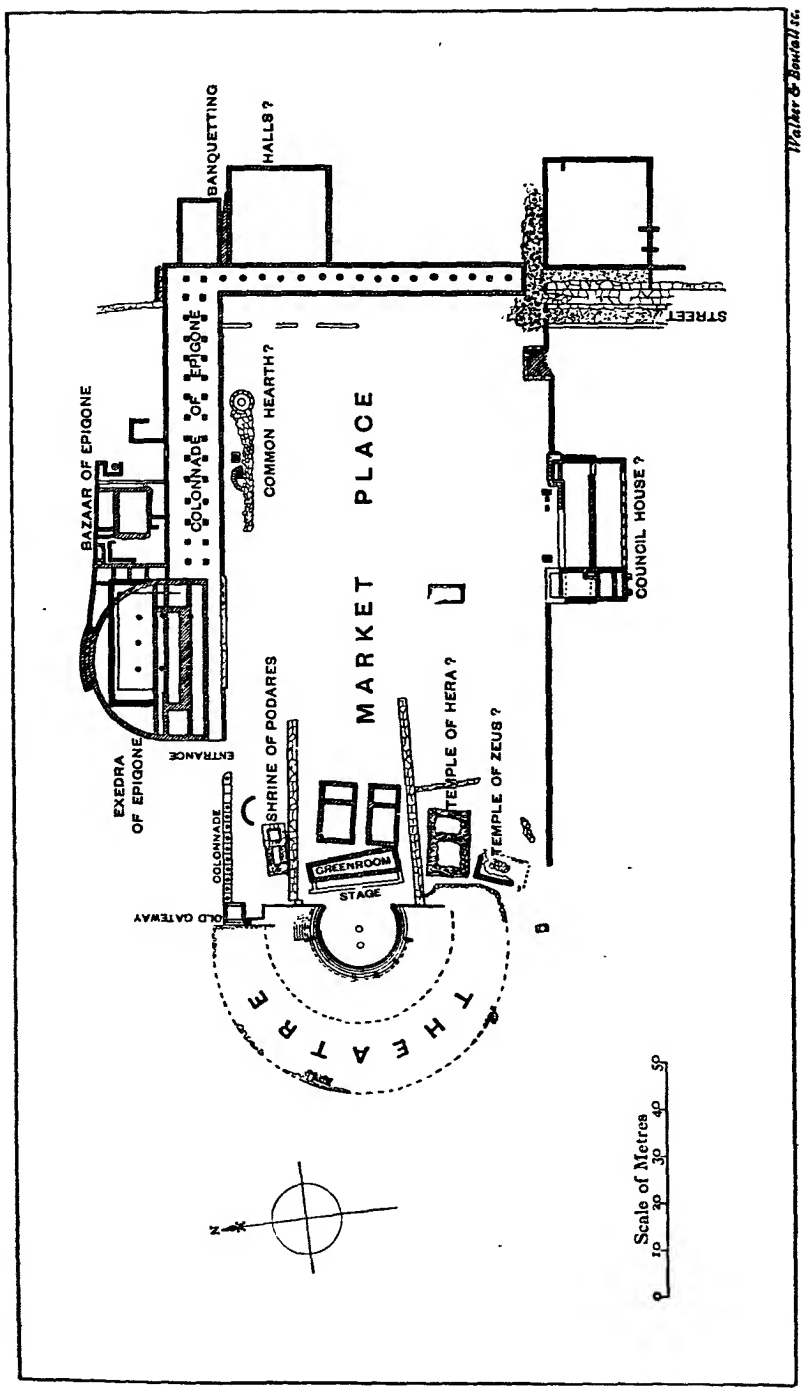 BANQUETTING
HALLS?
BAZAAR OF EPIGONE
COLONNADE OF EPIGONE
COMMON HEARTH?
STREET
EXEDRA
OF EPIGONE
ENTRANCE
MARKET PLACE
COUNCIL HOUSE?
SHRINE OF PODARES
COLONNADE
OLD GATEWAY
GREENROOM
STAGE
TEMPLE OF HERA?
TEMPLE OF ZEUS?
THEATRE
N
Scale of Metres
0 10 20 30 40 50
Walker & Boutall sc.